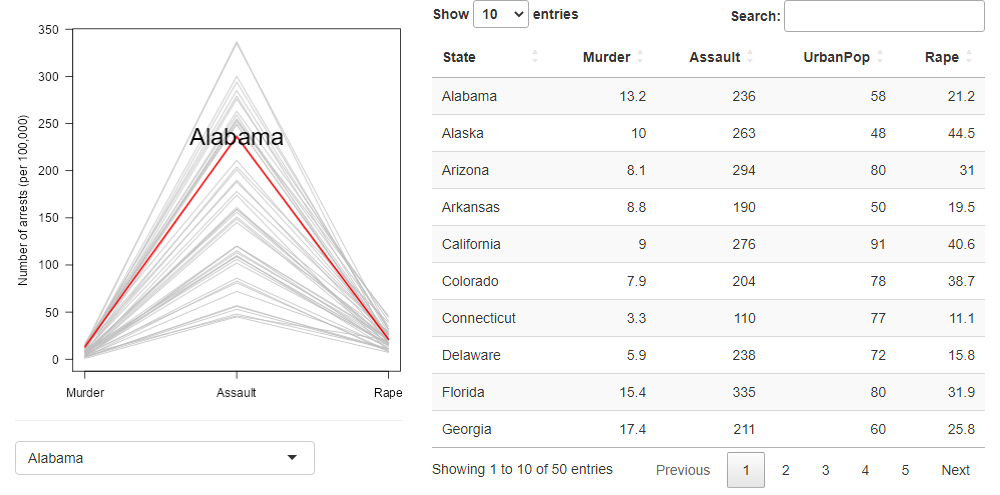 350
300
250
200
150
100
50
0
Number of arrests (per 100,000)
Alabama
Murder Assault Rape
Alabama
Show 10 entries Search:
State Murder Assault UrbanPop Rape
Alabama 13.2 236 58 21.2
Alaska 10 263 48 44.5
Arizona 8.1 294 80 31
Arkansas 8.8 190 50 19.5
California 9 276 91 40.6
Colorado 7.9 204 78 38.7
Connecticut 3.3 110 77 11.1
Delaware 5.9 238 72 15.8
Florida 15.4 335 80 31.9
Georgia 17.4 211 60 25.8
Showing 1 to 10 of 50 entries Previous 1 2 3 4 5 Next